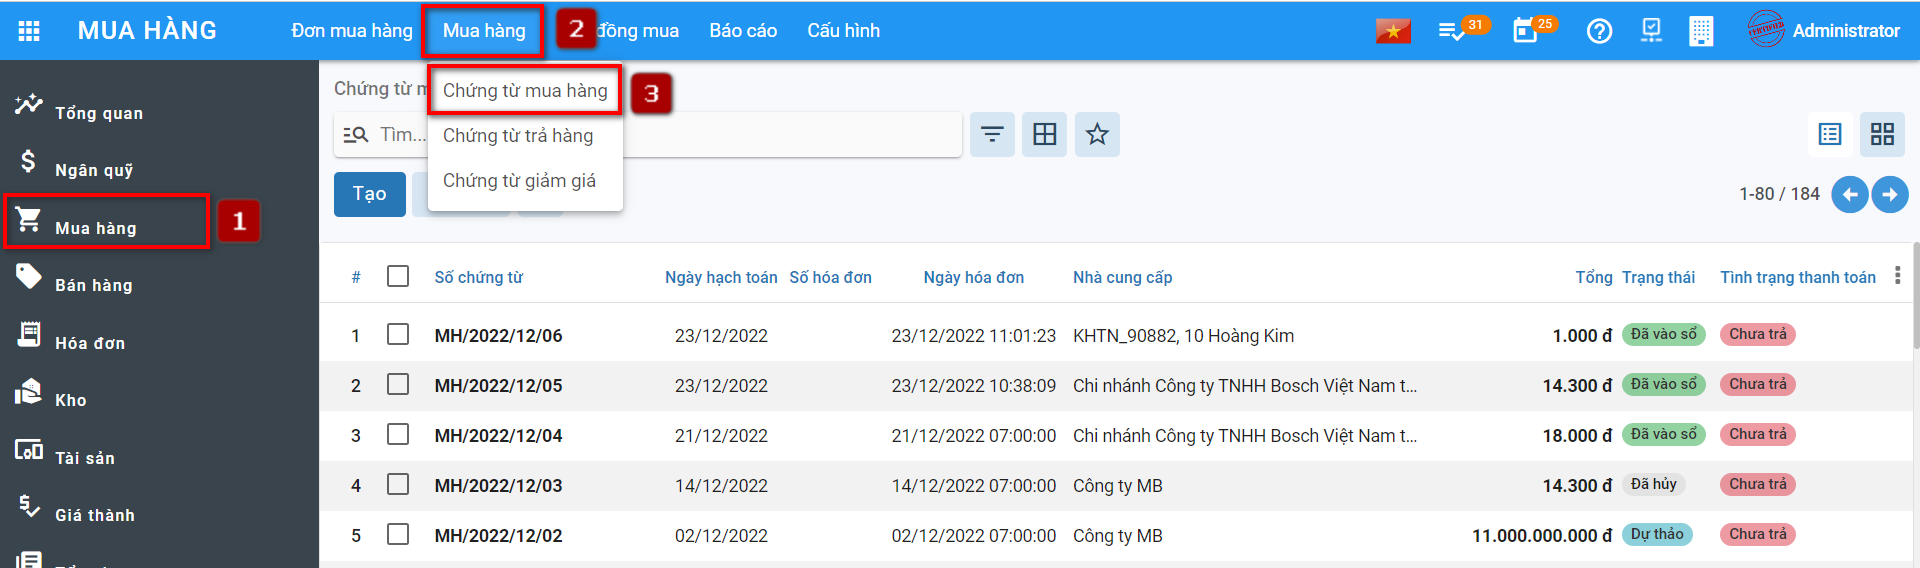 MUA HÀNG
Đơn mua hàng
Mua hàng
2
đồng mua
Báo cáo
Cấu hình
31
25
CERTIFIED
Administrator
Tổng quan
Ngân quỹ
Mua hàng
1
Bán hàng
Hóa đơn
Kho
Tài sản
Giá thành
Chứng từ m
Chứng từ mua hàng
3
Chứng từ trả hàng
Chứng từ giảm giá
Tìm...
Tạo
1-80 / 184
# Số chứng từ Ngày hạch toán Số hóa đơn Ngày hóa đơn Nhà cung cấp Tổng Trạng thái Tình trạng thanh toán
1 MH/2022/12/06 23/12/2022 23/12/2022 11:01:23 KHTN_90882, 10 Hoàng Kim 1.000 đ Đã vào sổ Chưa trả
2 MH/2022/12/05 23/12/2022 23/12/2022 10:38:09 Chi nhánh Công ty TNHH Bosch Việt Nam t... 14.300 đ Đã vào sổ Chưa trả
3 MH/2022/12/04 21/12/2022 21/12/2022 07:00:00 Chi nhánh Công ty TNHH Bosch Việt Nam t... 18.000 đ Đã vào sổ Chưa trả
4 MH/2022/12/03 14/12/2022 14/12/2022 07:00:00 Công ty MB 14.300 đ Đã hủy Chưa trả
5 MH/2022/12/02 02/12/2022 02/12/2022 07:00:00 Công ty MB 11.000.000.000 đ Dự thảo Chưa trả